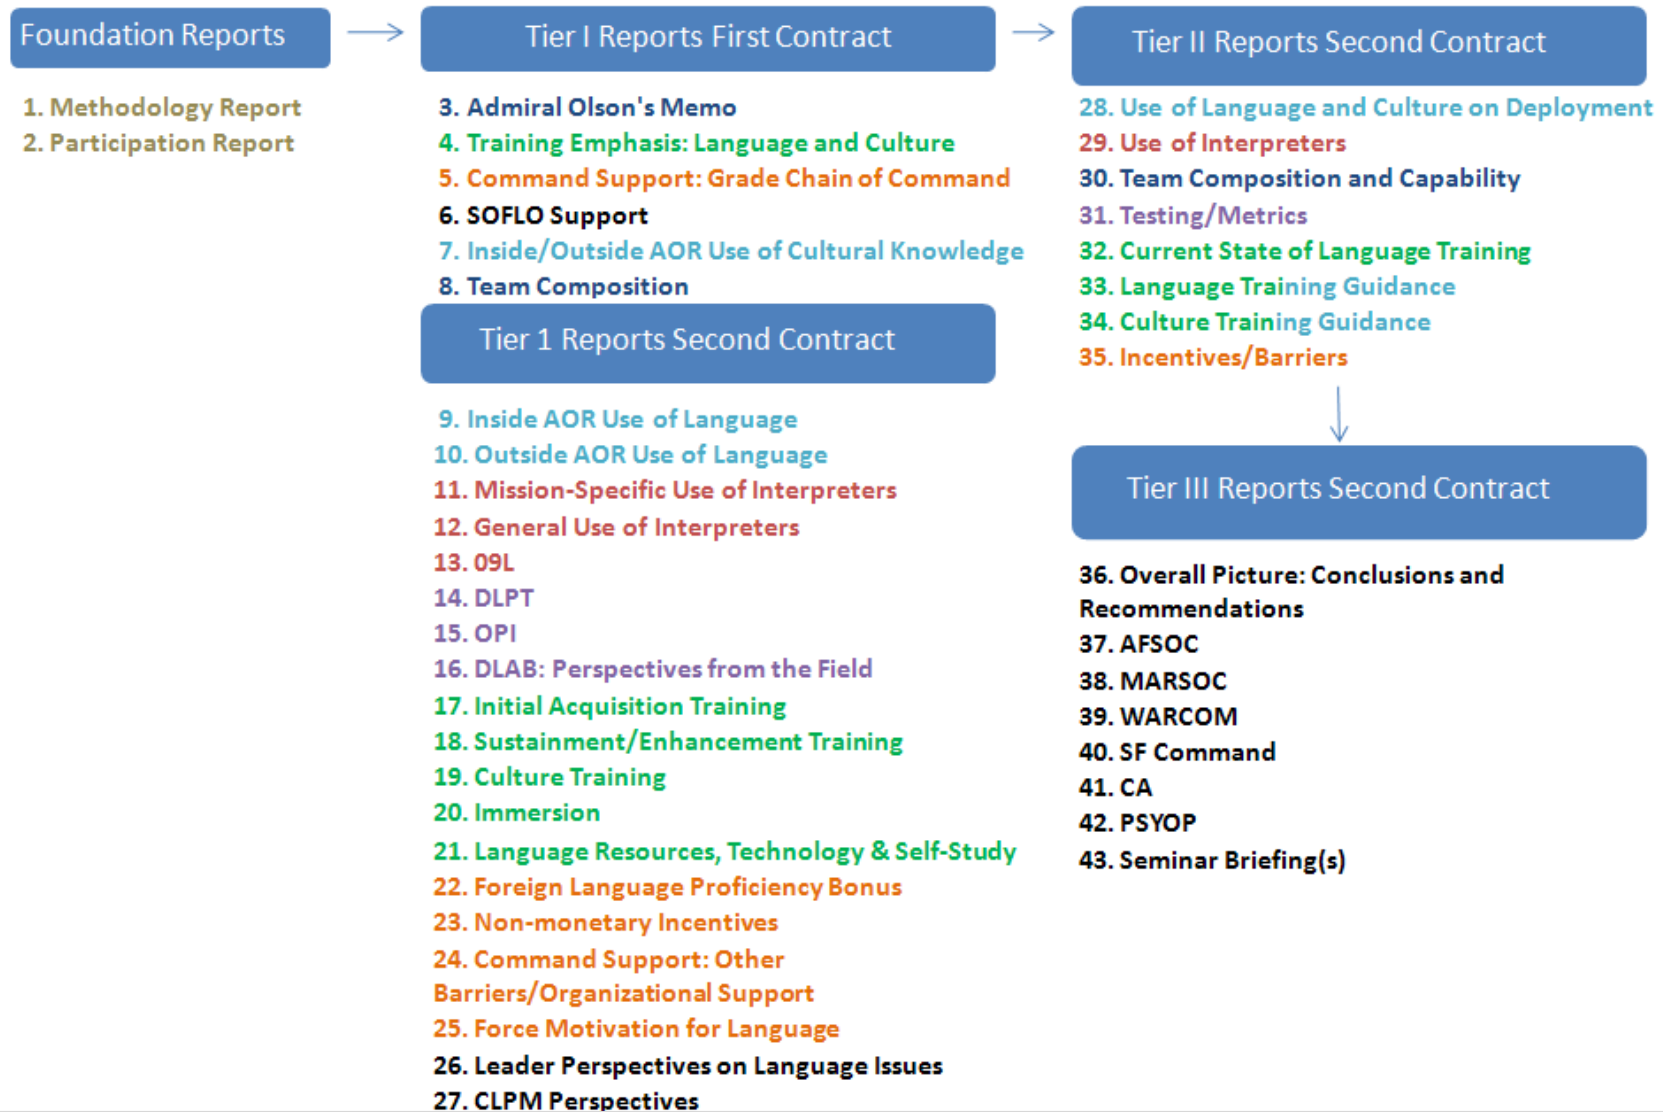 Foundation Reports
1. Methodology Report
2. Participation Report
Tier I Reports First Contract
3. Admiral Olson's Memo
4. Training Emphasis: Language and Culture
5. Command Support: Grade Chain of Command
6. SOFLO Support
7. Inside/Outside AOR Use of Cultural Knowledge
8. Team Composition
Tier 1 Reports Second Contract
9. Inside AOR Use of Language
10. Outside AOR Use of Language
11. Mission-Specific Use of Interpreters
12. General Use of Interpreters
13. 09L
14. DLPT
15. OPI
16. DLAB: Perspectives from the Field
17. Initial Acquisition Training
18. Sustainment/Enhancement Training
19. Culture Training
20. Immersion
21. Language Resources, Technology & Self-Study
22. Foreign Language Proficiency Bonus
23. Non-monetary Incentives
24. Command Support: Other
Barriers/Organizational Support
25. Force Motivation for Language
26. Leader Perspectives on Language Issues
27. CLPM Perspectives
Tier II Reports Second Contract
28. Use of Language and Culture on Deployment
29. Use of Interpreters
30. Team Composition and Capability
31. Testing/Metrics
32. Current State of Language Training
33. Language Training Guidance
34. Culture Training Guidance
35. Incentives/Barriers
Tier III Reports Second Contract
36. Overall Picture: Conclusions and
Recommendations
37. AFSOC
38. MARSOC
39. WARCOM
40. SF Command
41. CA
42. PSYOP
43. Seminar Briefing(s)